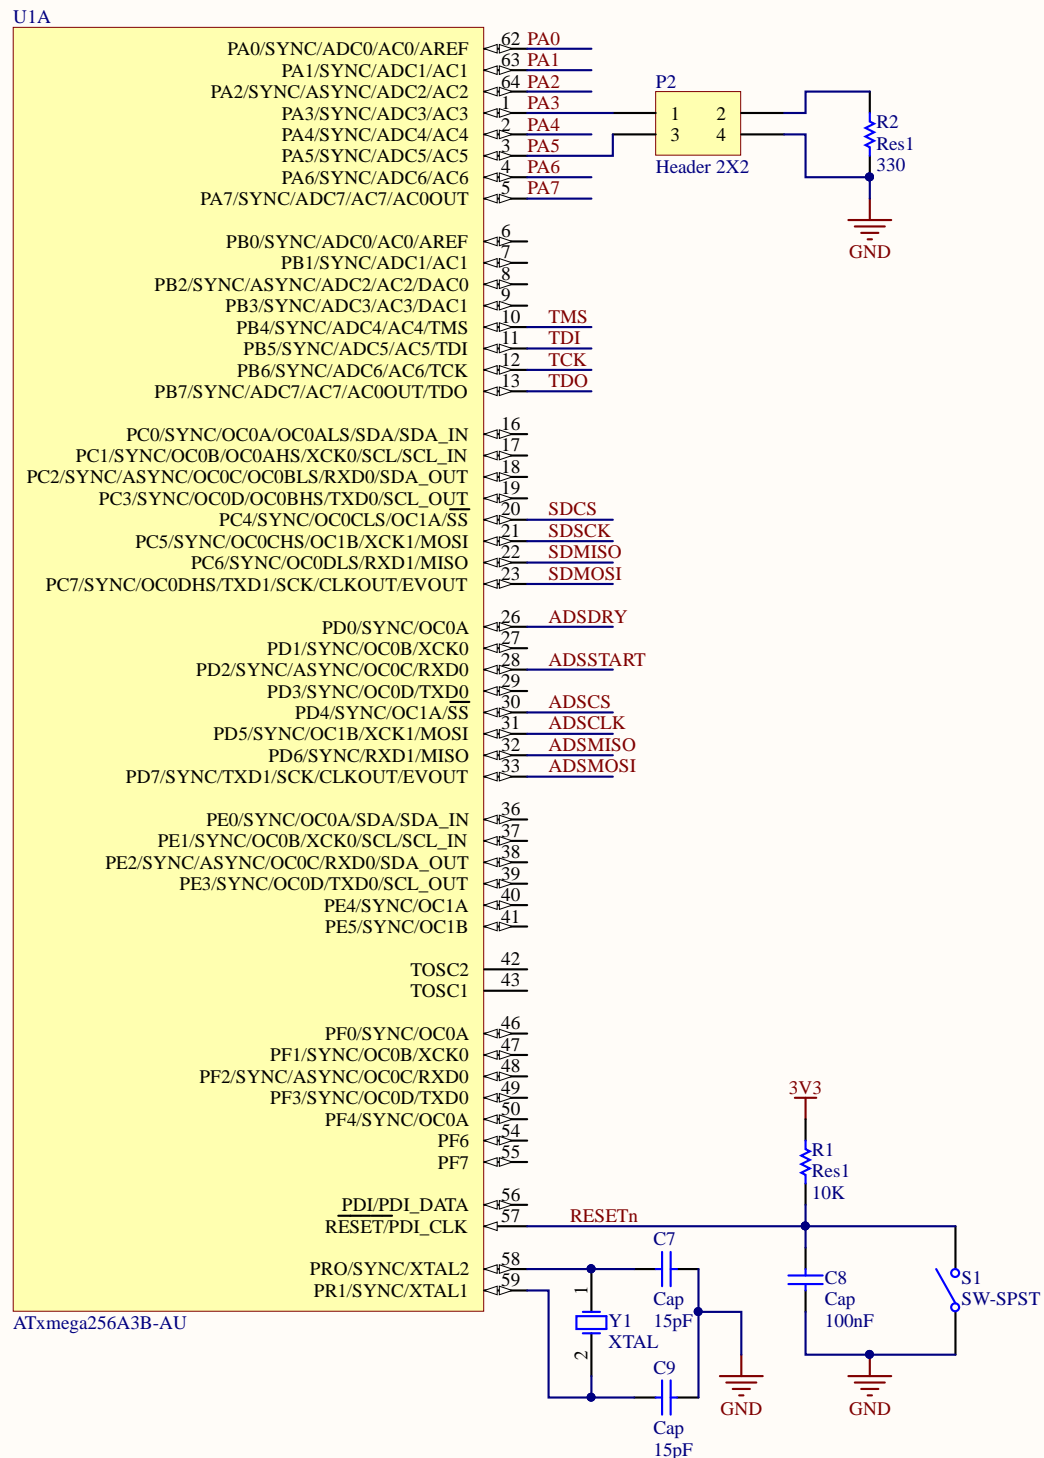 U1A
PA0/SYNC/ADC0/AC0/AREF 62 PA0
PA1/SYNC/ADC1/AC1 63 PA1
PA2/SYNC/ASYNC/ADC2/AC2 64 PA2
PA3/SYNC/ADC3/AC3 1 PA3
PA4/SYNC/ADC4/AC4 2 PA4
PA5/SYNC/ADC5/AC5 3 PA5
PA6/SYNC/ADC6/AC6 4 PA6
PA7/SYNC/ADC7/AC7/AC0OUT 5 PA7
P2
1 2
3 4
Header 2X2
R2
Res1
330
GND
PB0/SYNC/ADC0/AC0/AREF 6
PB1/SYNC/ADC1/AC1 7
PB2/SYNC/ASYNC/ADC2/AC2/DAC0 8
PB3/SYNC/ADC3/AC3/DAC1 9
PB4/SYNC/ADC4/AC4/TMS 10 TMS
PB5/SYNC/ADC5/AC5/TDI 11 TDI
PB6/SYNC/ADC6/AC6/TCK 12 TCK
PB7/SYNC/ADC7/AC7/AC0OUT/TDO 13 TDO
PC0/SYNC/OC0A/OC0ALS/SDA/SDA_IN 16
PC1/SYNC/OC0B/OC0AHS/XCK0/SCL/SCL_IN 17
PC2/SYNC/ASYNC/OC0C/OC0BLS/RXD0/SDA_OUT 18
PC3/SYNC/OC0D/OC0BHS/TXD0/SCL_OUT 19
PC4/SYNC/OC0CLS/OC1A/SS 20 SDCS
PC5/SYNC/OC0CHS/OC1B/XCK1/MOSI 21 SDSCK
PC6/SYNC/OC0DLS/RXD1/MISO 22 SDMISO
PC7/SYNC/OC0DHS/TXD1/SCK/CLKOUT/EVOUT 23 SDMOSI
PD0/SYNC/OC0A 26 ADSDRY
PD1/SYNC/OC0B/XCK0 27
PD2/SYNC/ASYNC/OC0C/RXD0 28 ADSSTART
PD3/SYNC/OC0D/TXD0 29
PD4/SYNC/OC1A/SS 30 ADSCS
PD5/SYNC/OC1B/XCK1/MOSI 31 ADSCLK
PD6/SYNC/RXD1/MISO 32 ADSMISO
PD7/SYNC/TXD1/SCK/CLKOUT/EVOUT 33 ADSMOSI
PE0/SYNC/OC0A/SDA/SDA_IN 36
PE1/SYNC/OC0B/XCK0/SCL/SCL_IN 37
PE2/SYNC/ASYNC/OC0C/RXD0/SDA_OUT 38
PE3/SYNC/OC0D/TXD0/SCL_OUT 39
PE4/SYNC/OC1A 40
PE5/SYNC/OC1B 41
TOSC2 42
TOSC1 43
PF0/SYNC/OC0A 46
PF1/SYNC/OC0B/XCK0 47
PF2/SYNC/ASYNC/OC0C/RXD0 48
PF3/SYNC/OC0D/TXD0 49
PF4/SYNC/OC0A 50
PF6 54
PF7 55
PDI/PDI_DATA 56
RESET/PDI_CLK 57 RESETn
PRO/SYNC/XTAL2 58
PR1/SYNC/XTAL1 59
ATxmega256A3B-AU
3V3
R1
Res1
10K
C7
Cap
15pF
1
Y1
XTAL
2
C9
Cap
15pF
GND
C8
Cap
100nF
S1
SW-SPST
GND